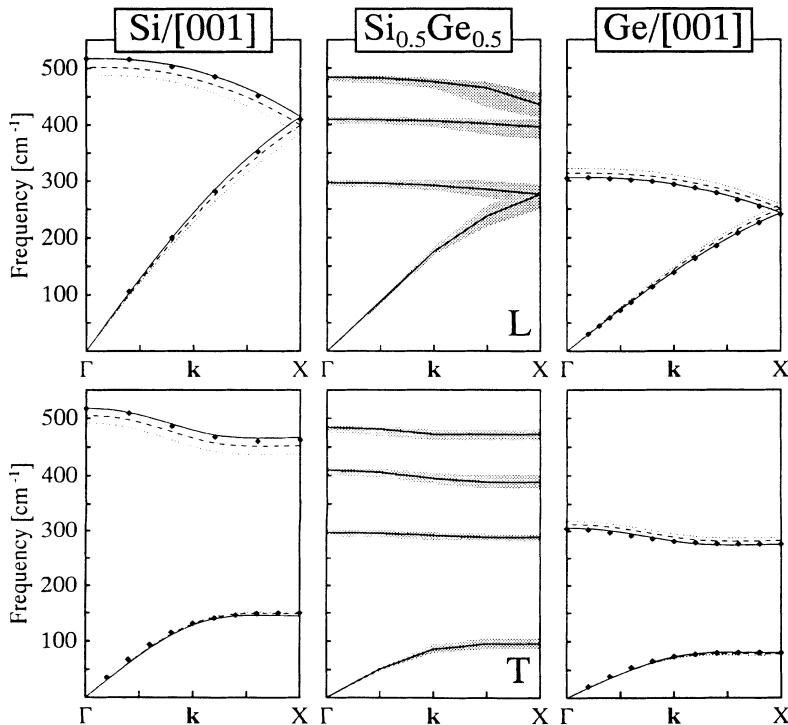 Si/[001]
Si0.5Ge0.5
Ge/[001]
Frequency [cm-1]
500
400
300
200
100
L
Γ k X
Γ k X
Γ k X
Frequency [cm-1]
500
400
300
200
100
T
Γ k X
Γ k X
Γ k X